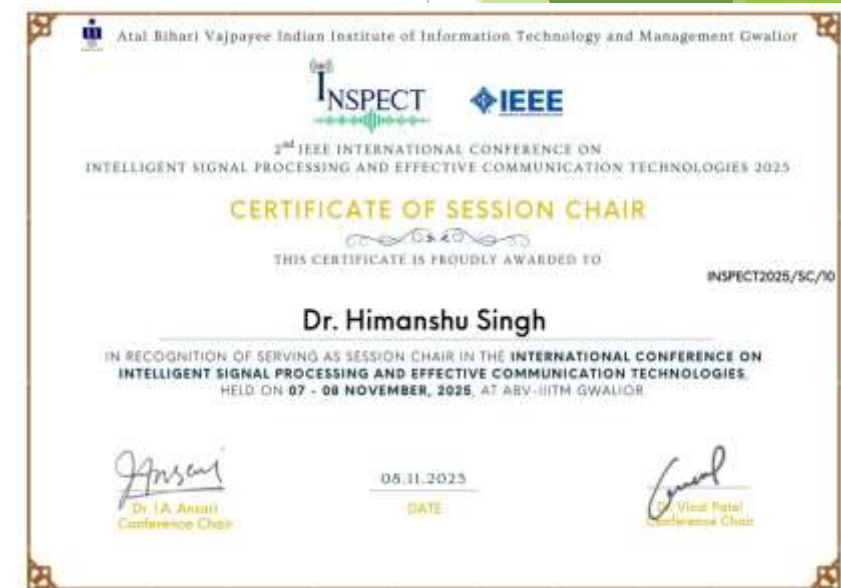 Atal Bihari Vajpayee Indian Institute of Information Technology and Management Gwalior
INSPECT
IEEE
2nd IEEE INTERNATIONAL CONFERENCE ON
INTELLIGENT SIGNAL PROCESSING AND EFFECTIVE COMMUNICATION TECHNOLOGIES 2025
CERTIFICATE OF SESSION CHAIR
THIS CERTIFICATE IS PROUDLY AWARDED TO
INSPECT2025/SC/10
Dr. Himanshu Singh
IN RECOGNITION OF SERVING AS SESSION CHAIR IN THE INTERNATIONAL CONFERENCE ON
INTELLIGENT SIGNAL PROCESSING AND EFFECTIVE COMMUNICATION TECHNOLOGIES,
HELD ON 07 - 08 NOVEMBER, 2025, AT ABV-IIITM GWALIOR.
JAnsari
08.11.2025
Dr. I.A. Ansari
DATE
Dr. Vinal Patel
Conference Chair
Conference Chair